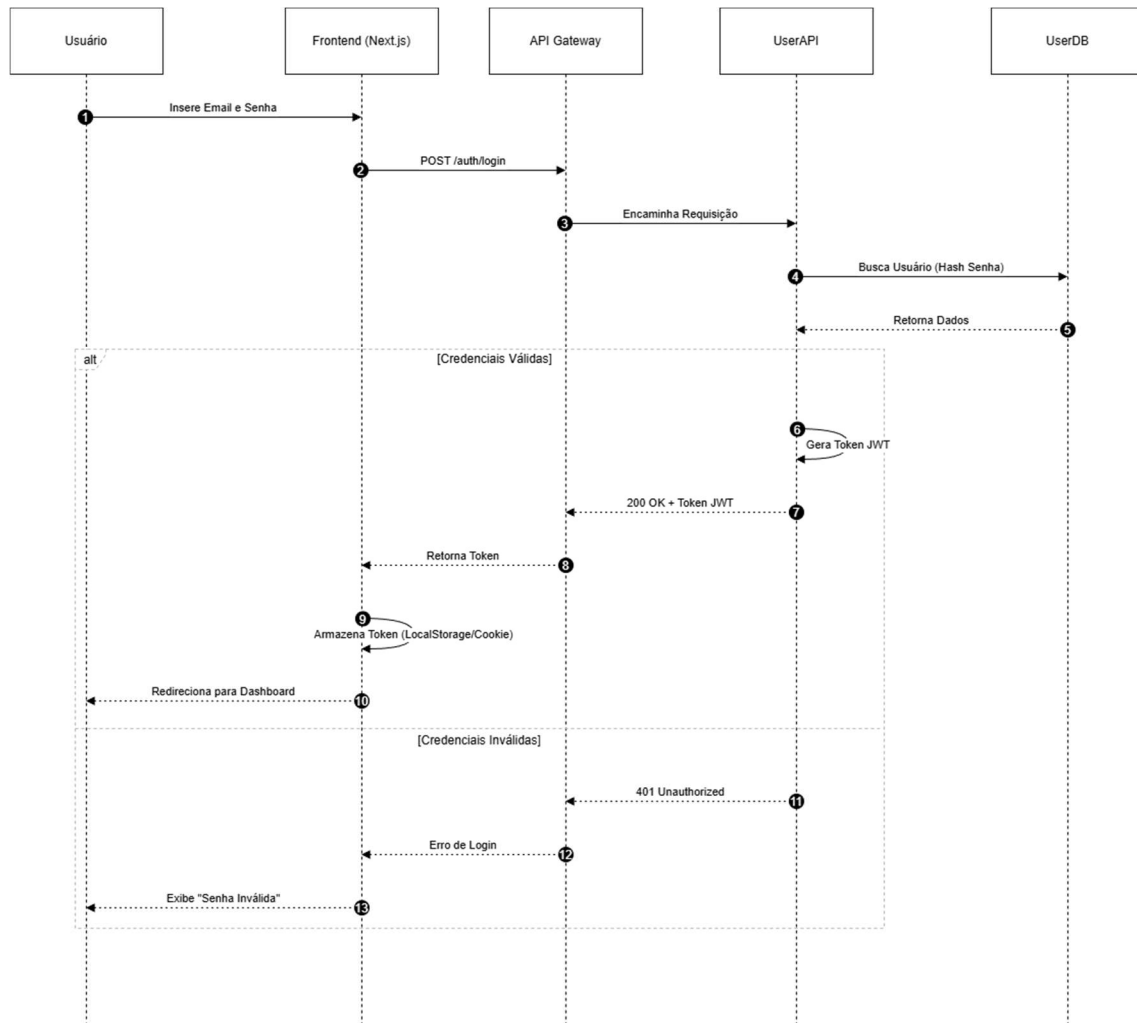 Usuário
Frontend (Next.js)
API Gateway
UserAPI
UserDB
1
Insere Email e Senha
2
POST /auth/login
3
Encaminha Requisição
4
Busca Usuário (Hash Senha)
Retorna Dados
5
alt
[Credenciais Válidas]
6
Gera Token JWT
200 OK + Token JWT
7
Retorna Token
8
9
Armazena Token (LocalStorage/Cookie)
Redireciona para Dashboard
10
[Credenciais Inválidas]
401 Unauthorized
11
Erro de Login
12
Exibe "Senha Inválida"
13